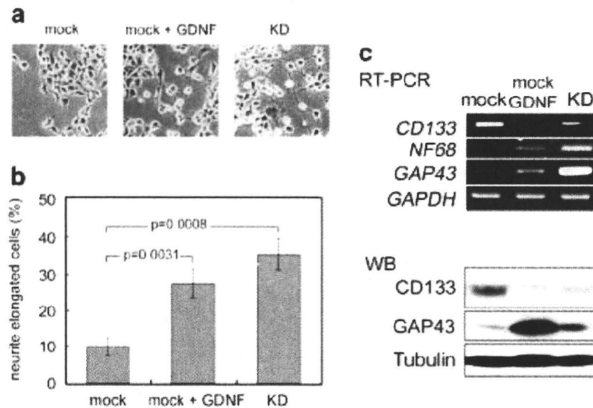 a
mock
mock + GDNF
KD
b
neurite elongated cells (%)
50
40
30
20
10
0
p=0.0008
p=0.0031
mock
mock + GDNF
KD
c
RT-PCR
mock
mock GDNF
KD
CD133
NF68
GAP43
GAPDH
WB
CD133
GAP43
Tubulin